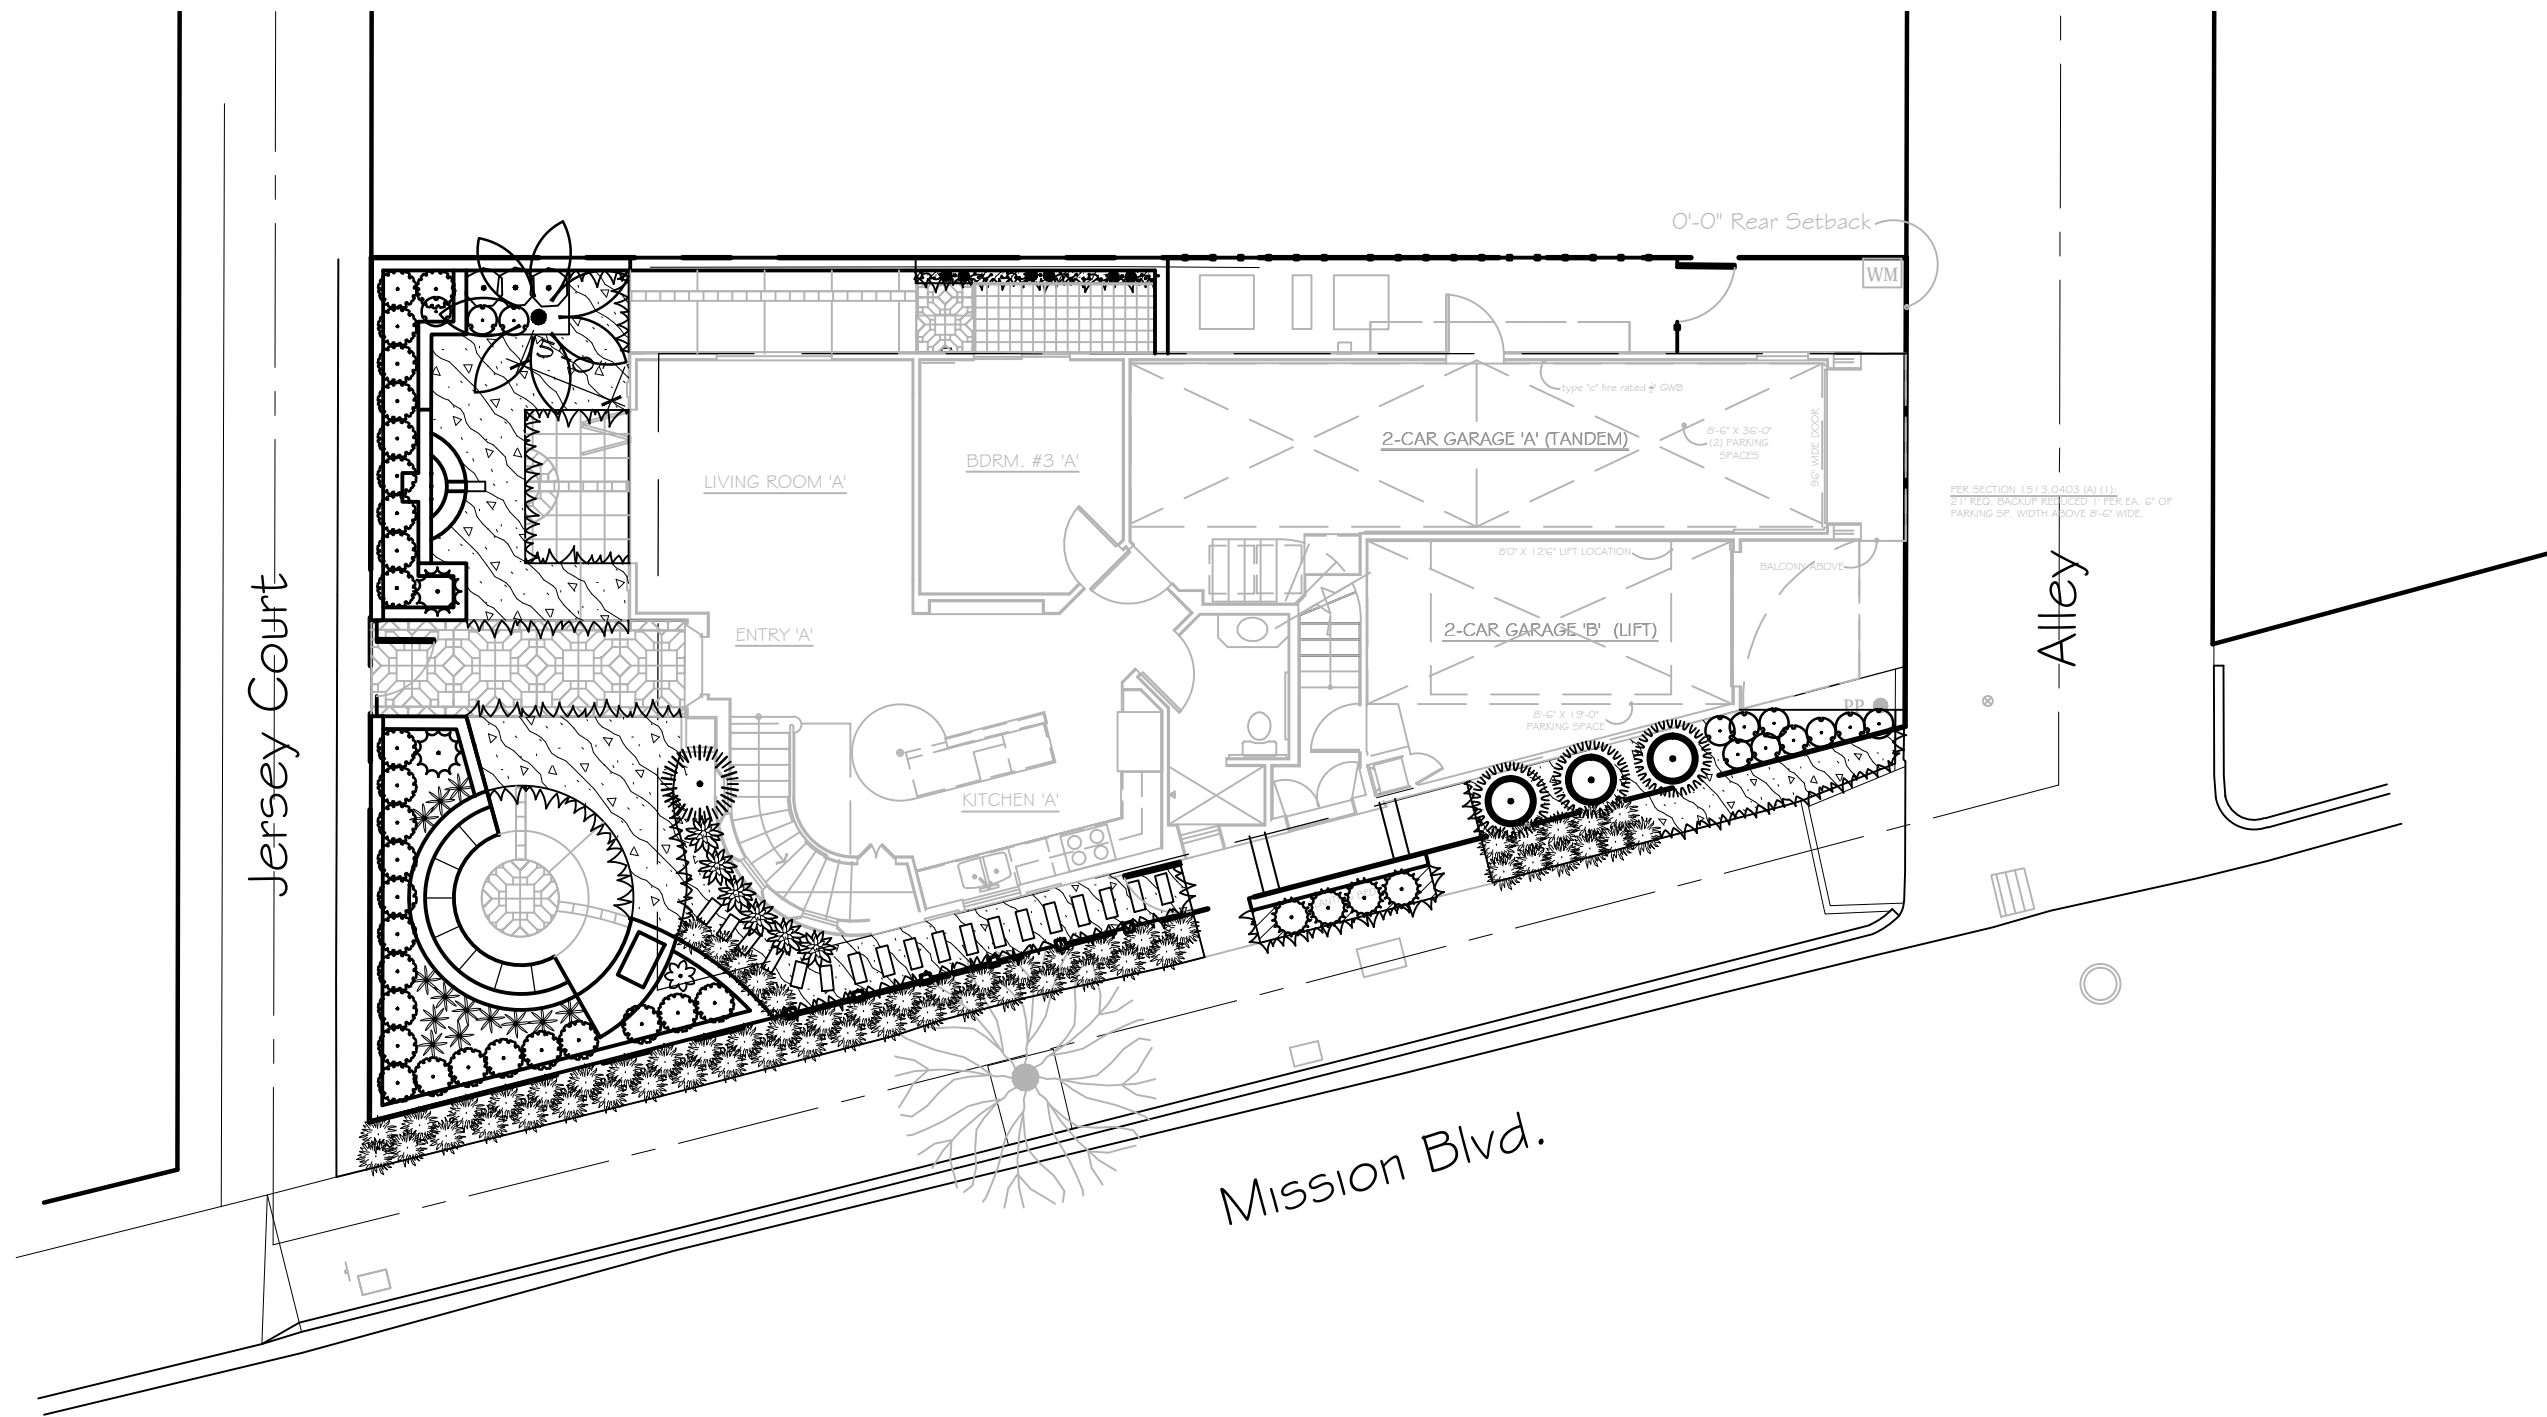 0'-0" Rear Setback
WM
type "c" fire rated ⅝" GWB
2-CAR GARAGE 'A' (TANDEM)
8'-6" X 36'-0"
(2) PARKING
SPACES
96" WIDE DOOR
BDRM. #3 'A'
LIVING ROOM 'A'
PER SECTION 1513.0403 (A) (1):
21' REQ. BACKUP REDUCED 1' PER EA. 6" OF
PARKING SP. WIDTH ABOVE 8'-6" WIDE.
8'0" X 12'6" LIFT LOCATION
BALCONY ABOVE
2-CAR GARAGE 'B' (LIFT)
ENTRY 'A'
Jersey Court
Alley
PP
8'-6" X 19'-0"
PARKING SPACE
KITCHEN 'A'
Mission Blvd.